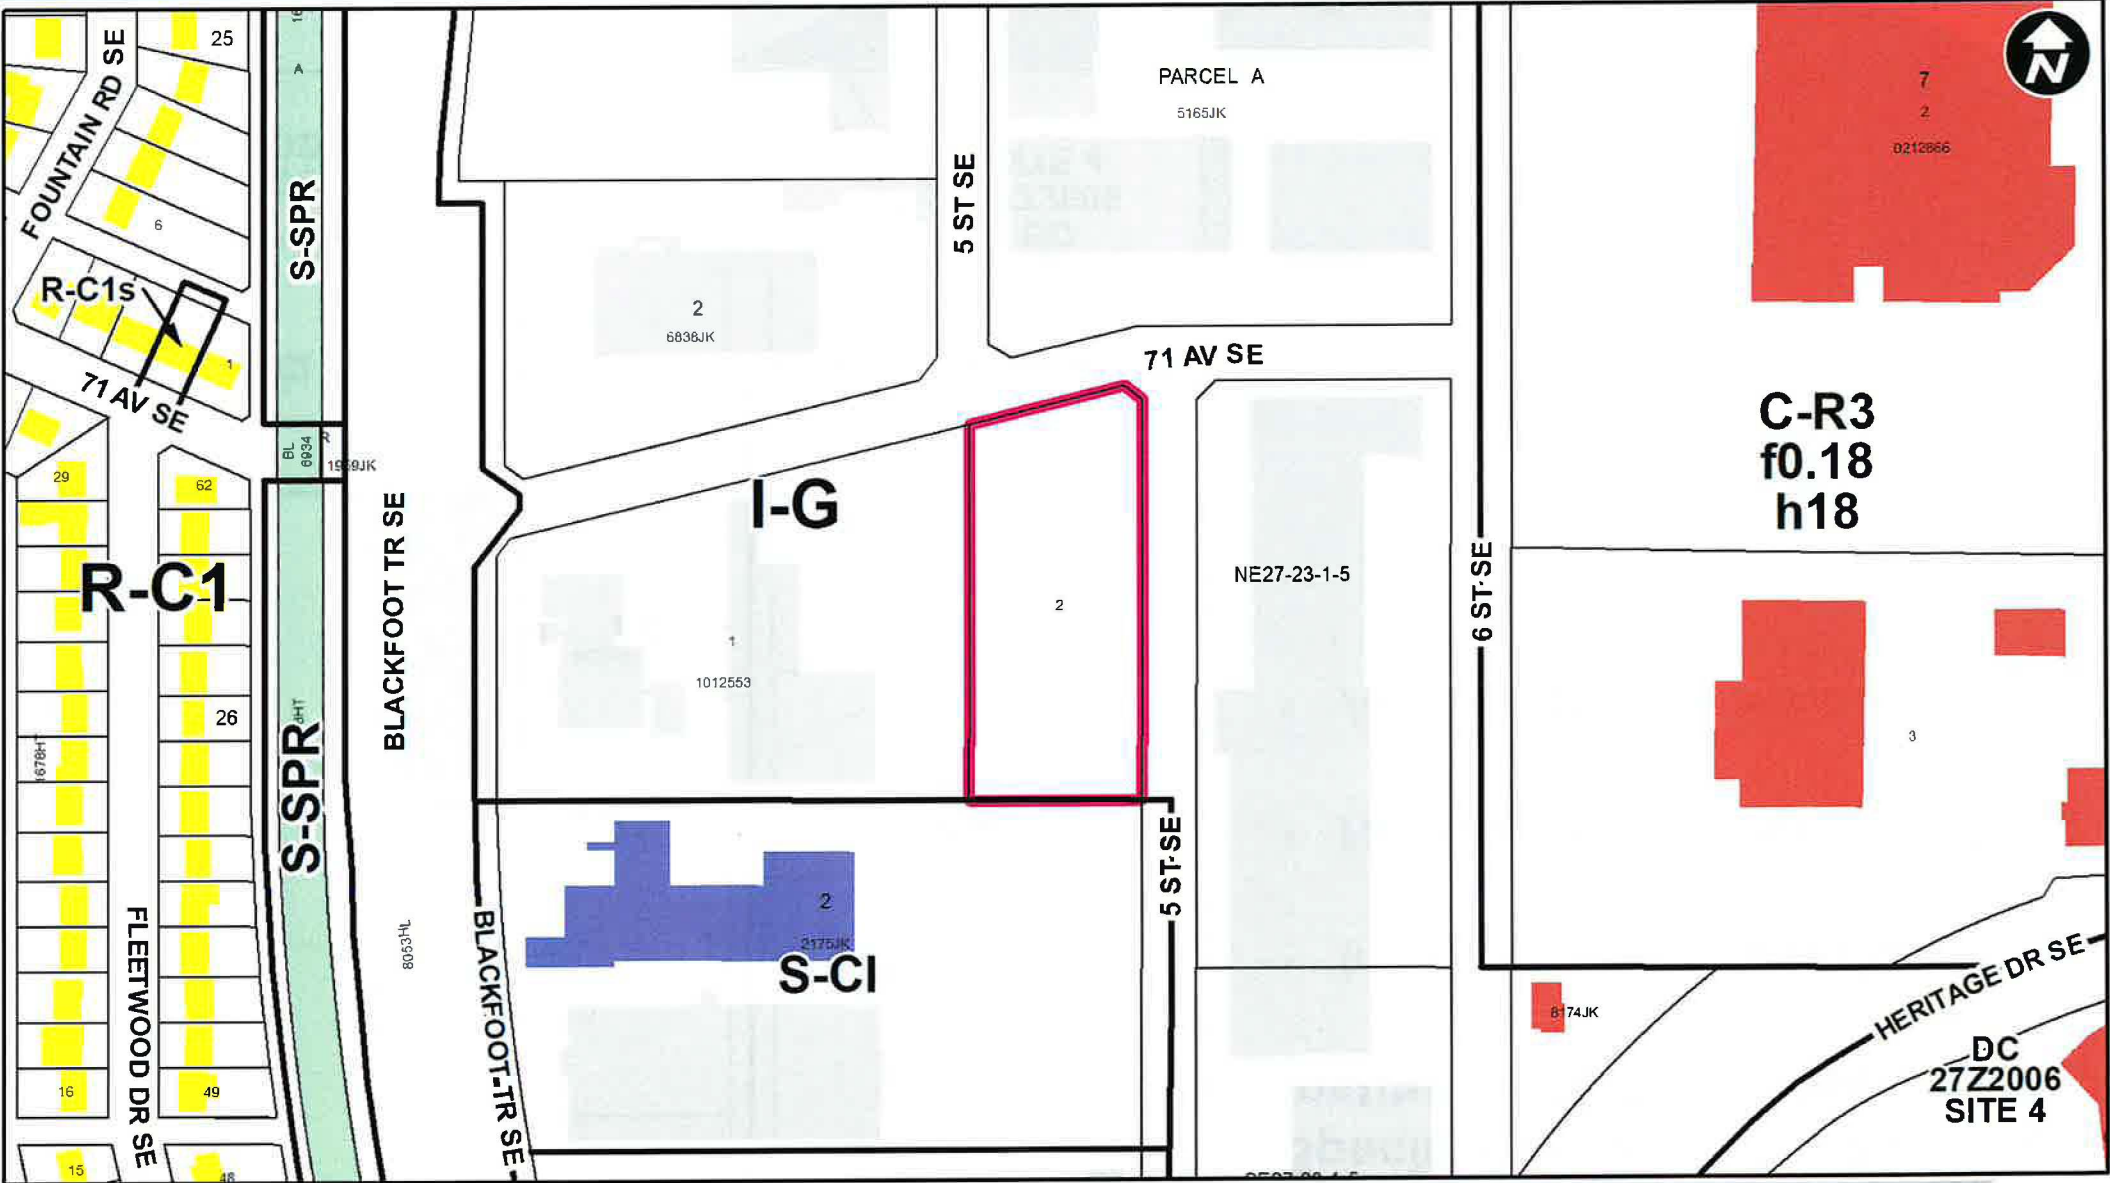 25
16
A
PARCEL A
5165JK
7
2
0212866
N
FOUNTAIN RD SE
S-SPR
5 ST SE
6
R-C1s
2
6838JK
1
71 AV SE
71 AV SE
C-R3
f0.18
h18
BL
6934
R
29
62
I-G
BLACKFOOT TR SE
R-C1
NE27-23-1-5
6 ST SE
2
1
1012553
26
1678HT
S-SPR
3
FLEETWOOD DR SE
8053HL
BLACKFOOT TR SE
2
2175JK
S-CI
5 ST SE
HERITAGE DR SE
8174JK
DC
27Z2006
SITE 4
16
49
15
48